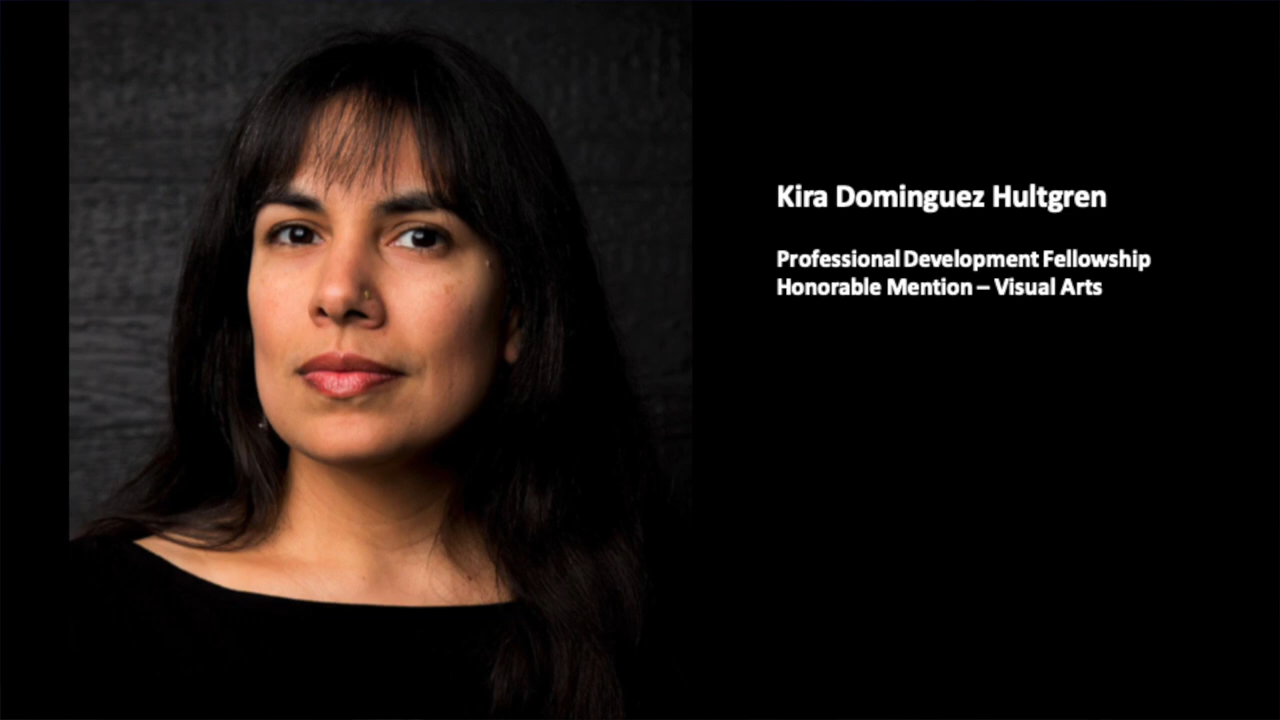 Kira Dominguez Hultgren
Professional Development Fellowship
Honorable Mention – Visual Arts